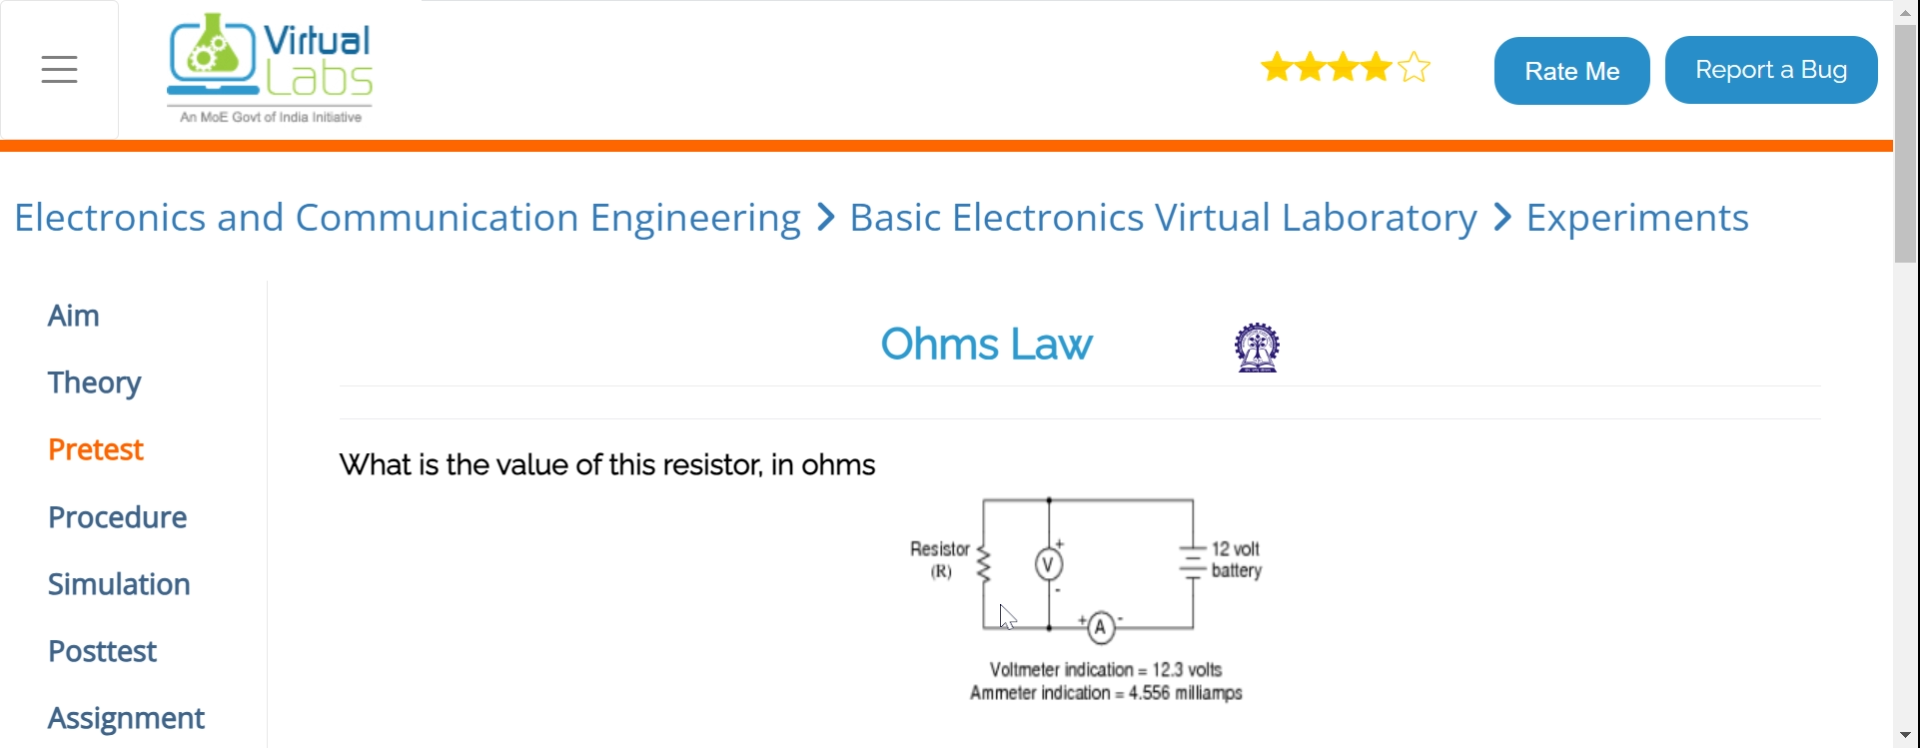 Virtual
Labs
An MoE Govt of India Initiative
Rate Me
Report a Bug
Electronics and Communication Engineering > Basic Electronics Virtual Laboratory > Experiments
Aim
Theory
Pretest
Procedure
Simulation
Posttest
Assignment
Ohms Law
What is the value of this resistor, in ohms
Resistor
(R)
V
+
-
12 volt
battery
+ A -
Voltmeter indication = 12.3 volts
Ammeter indication = 4.556 milliamps